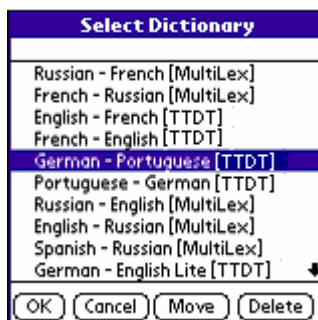 Select Dictionary
Russian - French [MultiLex]
French - Russian [MultiLex]
English - French [TTDT]
French - English [TTDT]
German - Portuguese [TTDT]
Portuguese - German [TTDT]
Russian - English [MultiLex]
English - Russian [MultiLex]
Spanish - Russian [MultiLex]
German - English Lite [TTDT]
OK Cancel Move Delete